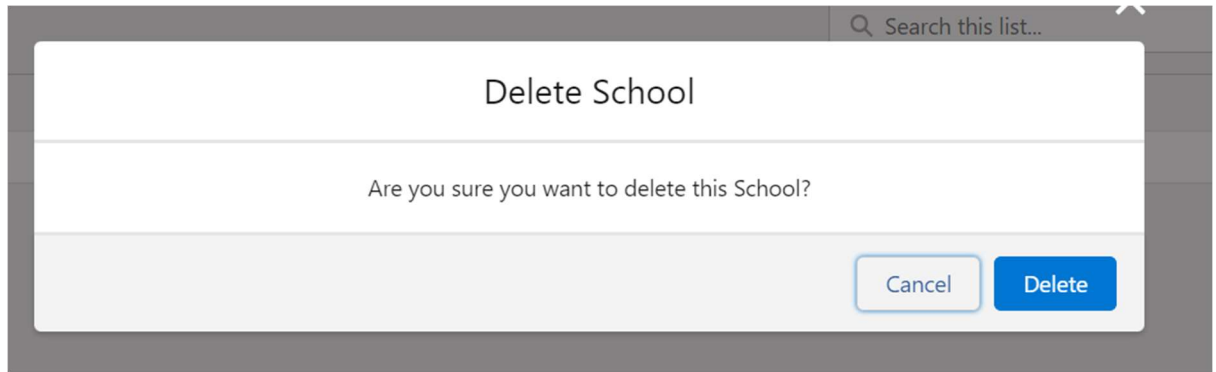 Search this list...
Delete School
Are you sure you want to delete this School?
Cancel
Delete